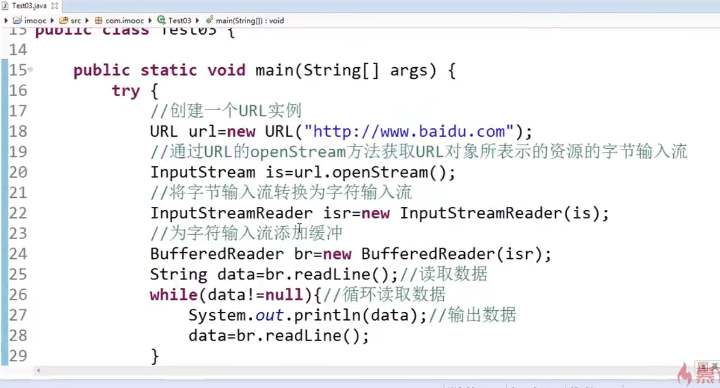 Test03.java
imooc src com.imooc Test03 main(String[]) : void
13 public class Test03 {
14
15 public static void main(String[] args) {
16 try {
17 //创建一个URL实例
18 URL url=new URL("http://www.baidu.com");
19 //通过URL的openStream方法获取URL对象所表示的资源的字节输入流
20 InputStream is=url.openStream();
21 //将字节输入流转换为字符输入流
22 InputStreamReader isr=new InputStreamReader(is);
23 //为字符输入流添加缓冲
24 BufferedReader br=new BufferedReader(isr);
25 String data=br.readLine();//读取数据
26 while(data!=null){//循环读取数据
27 System.out.println(data);//输出数据
28 data=br.readLine();
29 }